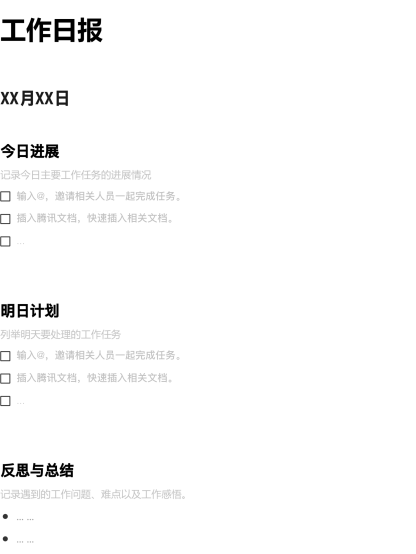 工作日报
XX月XX日
今日进展
记录今日主要工作任务的进展情况
输入@，邀请相关人员一起完成任务。
插入腾讯文档，快速插入相关文档。
...
明日计划
列举明天要处理的工作任务
输入@，邀请相关人员一起完成任务。
插入腾讯文档，快速插入相关文档。
...
反思与总结
记录遇到的工作问题、难点以及工作感悟。
... ...
... ...